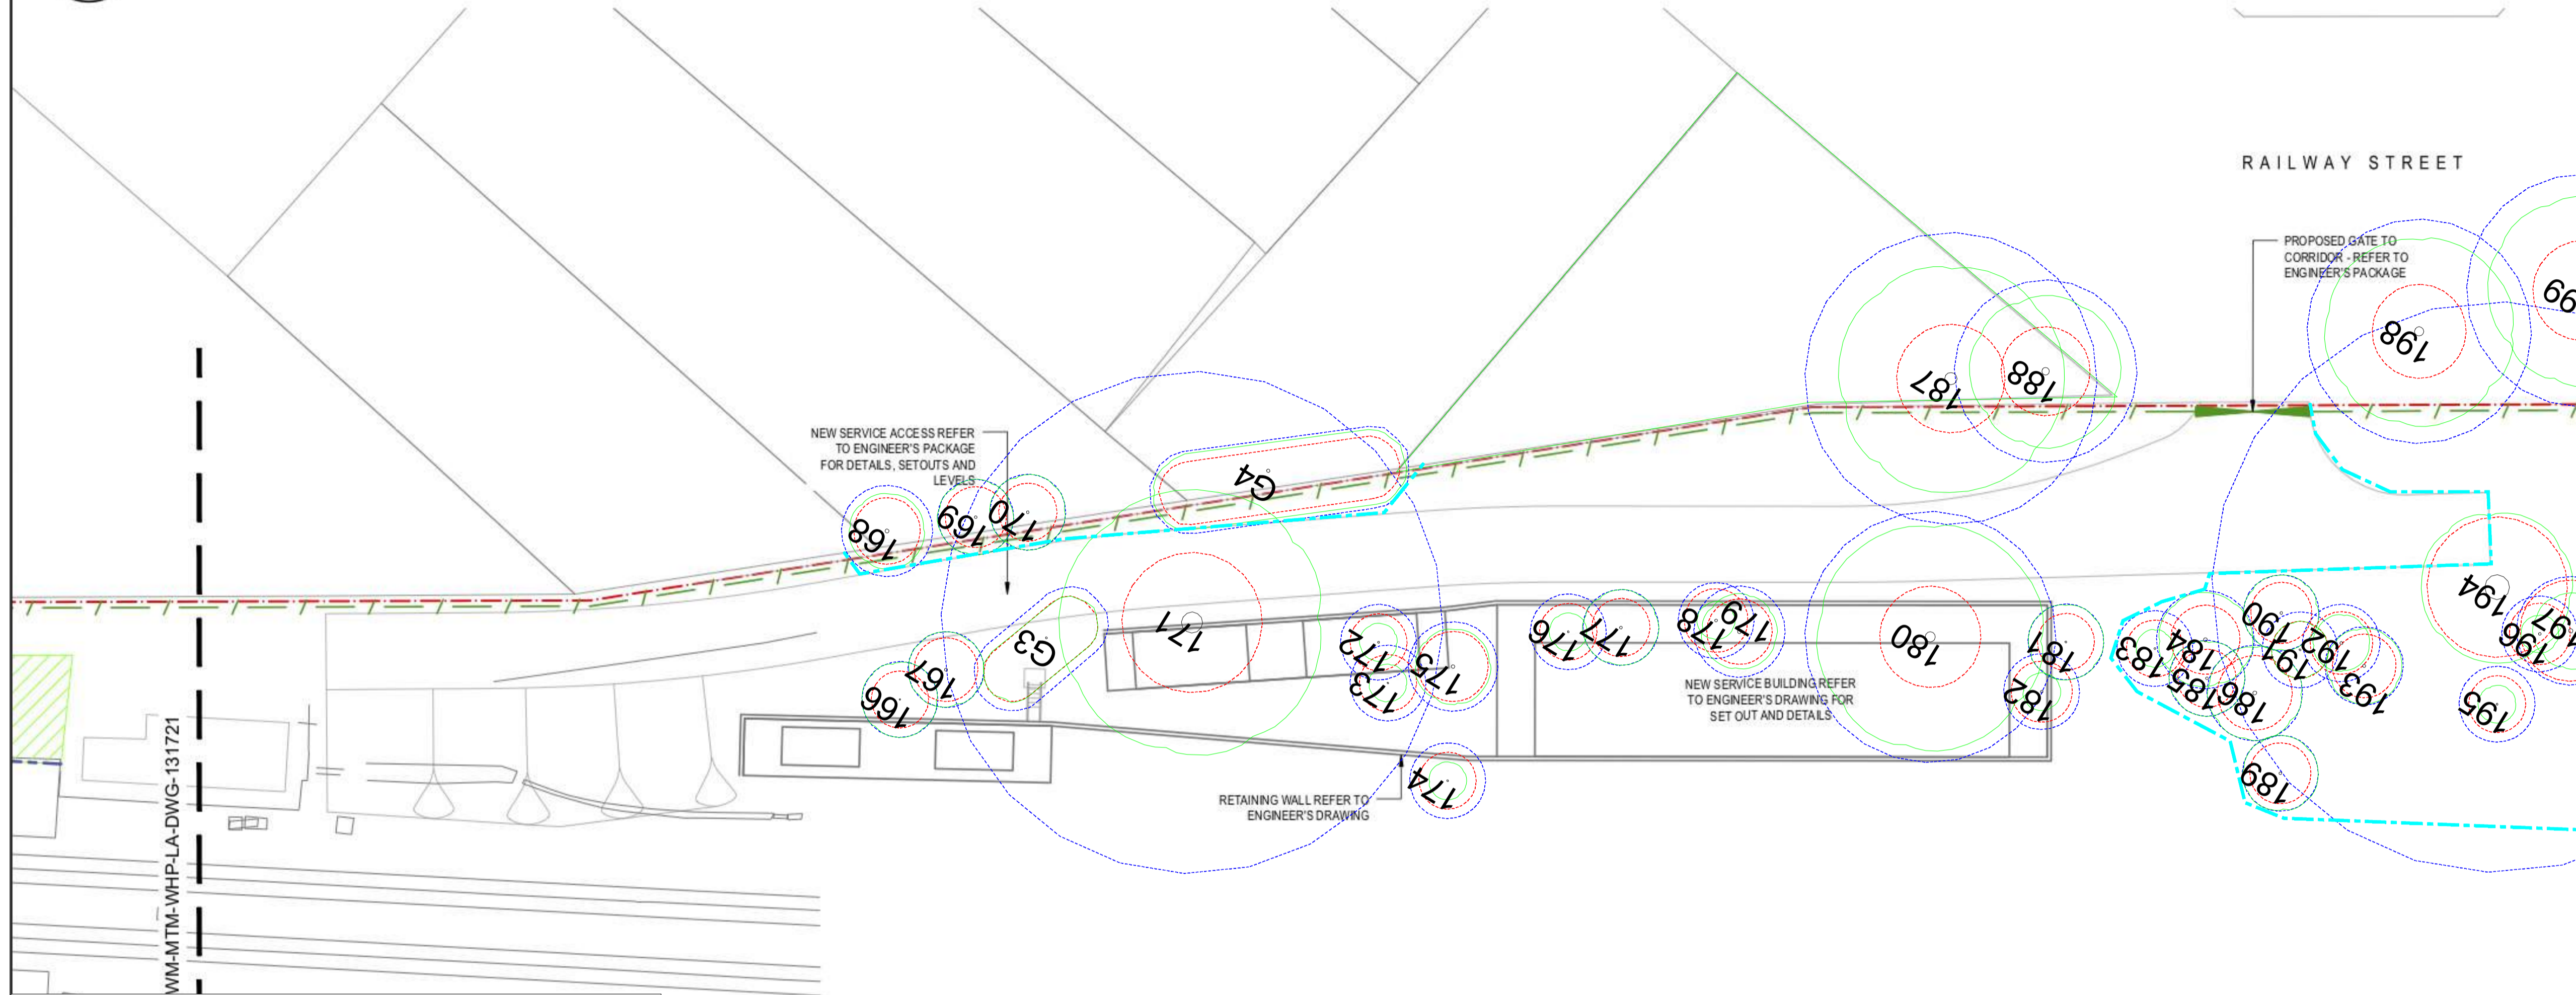 RAILWAY STREET
PROPOSED GATE TO
CORRIDOR - REFER TO
ENGINEER'S PACKAGE
198
187
188
NEW SERVICE ACCESS REFER
TO ENGINEER'S PACKAGE
FOR DETAILS, SETOUTS AND
LEVELS
G4
168
169
170
171
G3
167
166
172
173
175
174
176
177
178
179
180
181
182
183
184
185
186
189
190
191
192
193
194
195
196
NEW SERVICE BUILDING REFER
TO ENGINEER'S DRAWING FOR
SET OUT AND DETAILS
RETAINING WALL REFER TO
ENGINEER'S DRAWING
WM-MTM-WHP-LA-DWG-131721